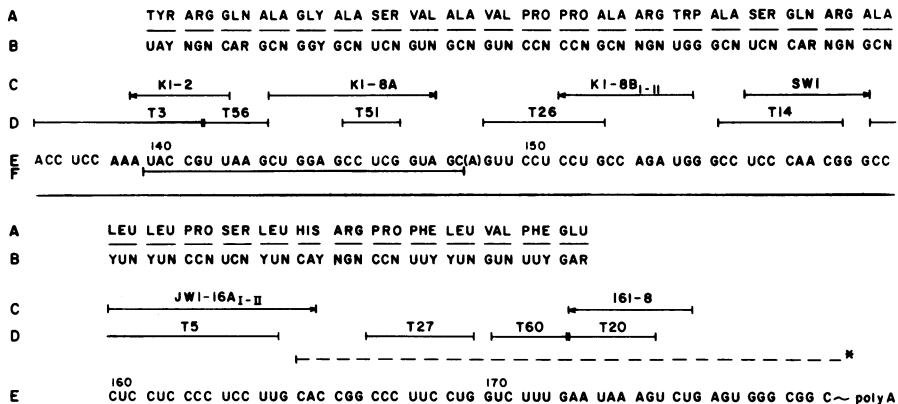 A TYR ARG GLN ALA GLY ALA SER VAL ALA VAL PRO PRO ALA ARG TRP ALA SER GLN ARG ALA
B UAY NGN CAR GCN GGY GCN UCN GUN GCN GUN CCN CCN GCN NGN UGG GCN UCN CAR NGN GCN
C K1-2 K1-8A K1-8B I-II SW1
D T3 T56 T51 T26 T14
140 150
E ACC UCC AAA UAC CGU UAA GCU GGA GCC UCG GUA GC(A) GUU CCU CCU GCC AGA UGG GCC UCC CAA CGG GCC
F
A LEU LEU PRO SER LEU HIS ARG PRO PHE LEU VAL PHE GLU
B YUN YUN CCN UCN YUN CAY NGN CCN UUY YUN GUN UUY GAR
C JW1-16A I-II 161-8
D T5 T27 T60 T20
*
160 170
E CUC CUC CCC UCC UUG CAC CGG CCC UUC CUG GUC UUU GAA UAA AGU CUG AGU GGG CGG C ~ polyA